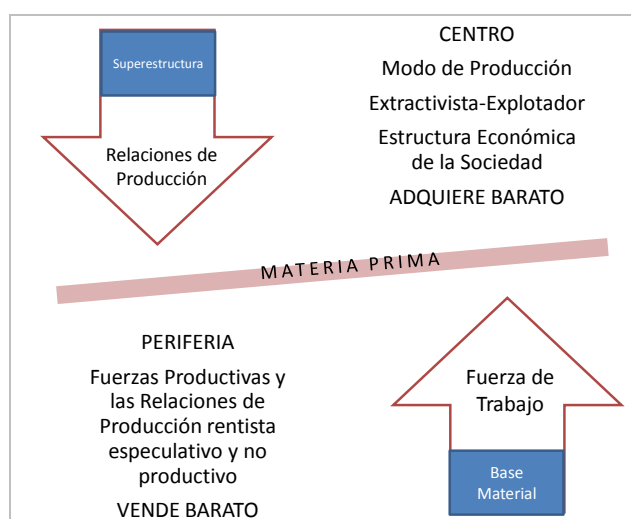 Superestructura
Relaciones de
Producción
CENTRO
Modo de Producción
Extractivista-Explotador
Estructura Económica
de la Sociedad
ADQUIERE BARATO
MATERIA PRIMA
PERIFERIA
Fuerzas Productivas y
las Relaciones de
Producción rentista
especulativo y no
productivo
VENDE BARATO
Fuerza de
Trabajo
Base
Material